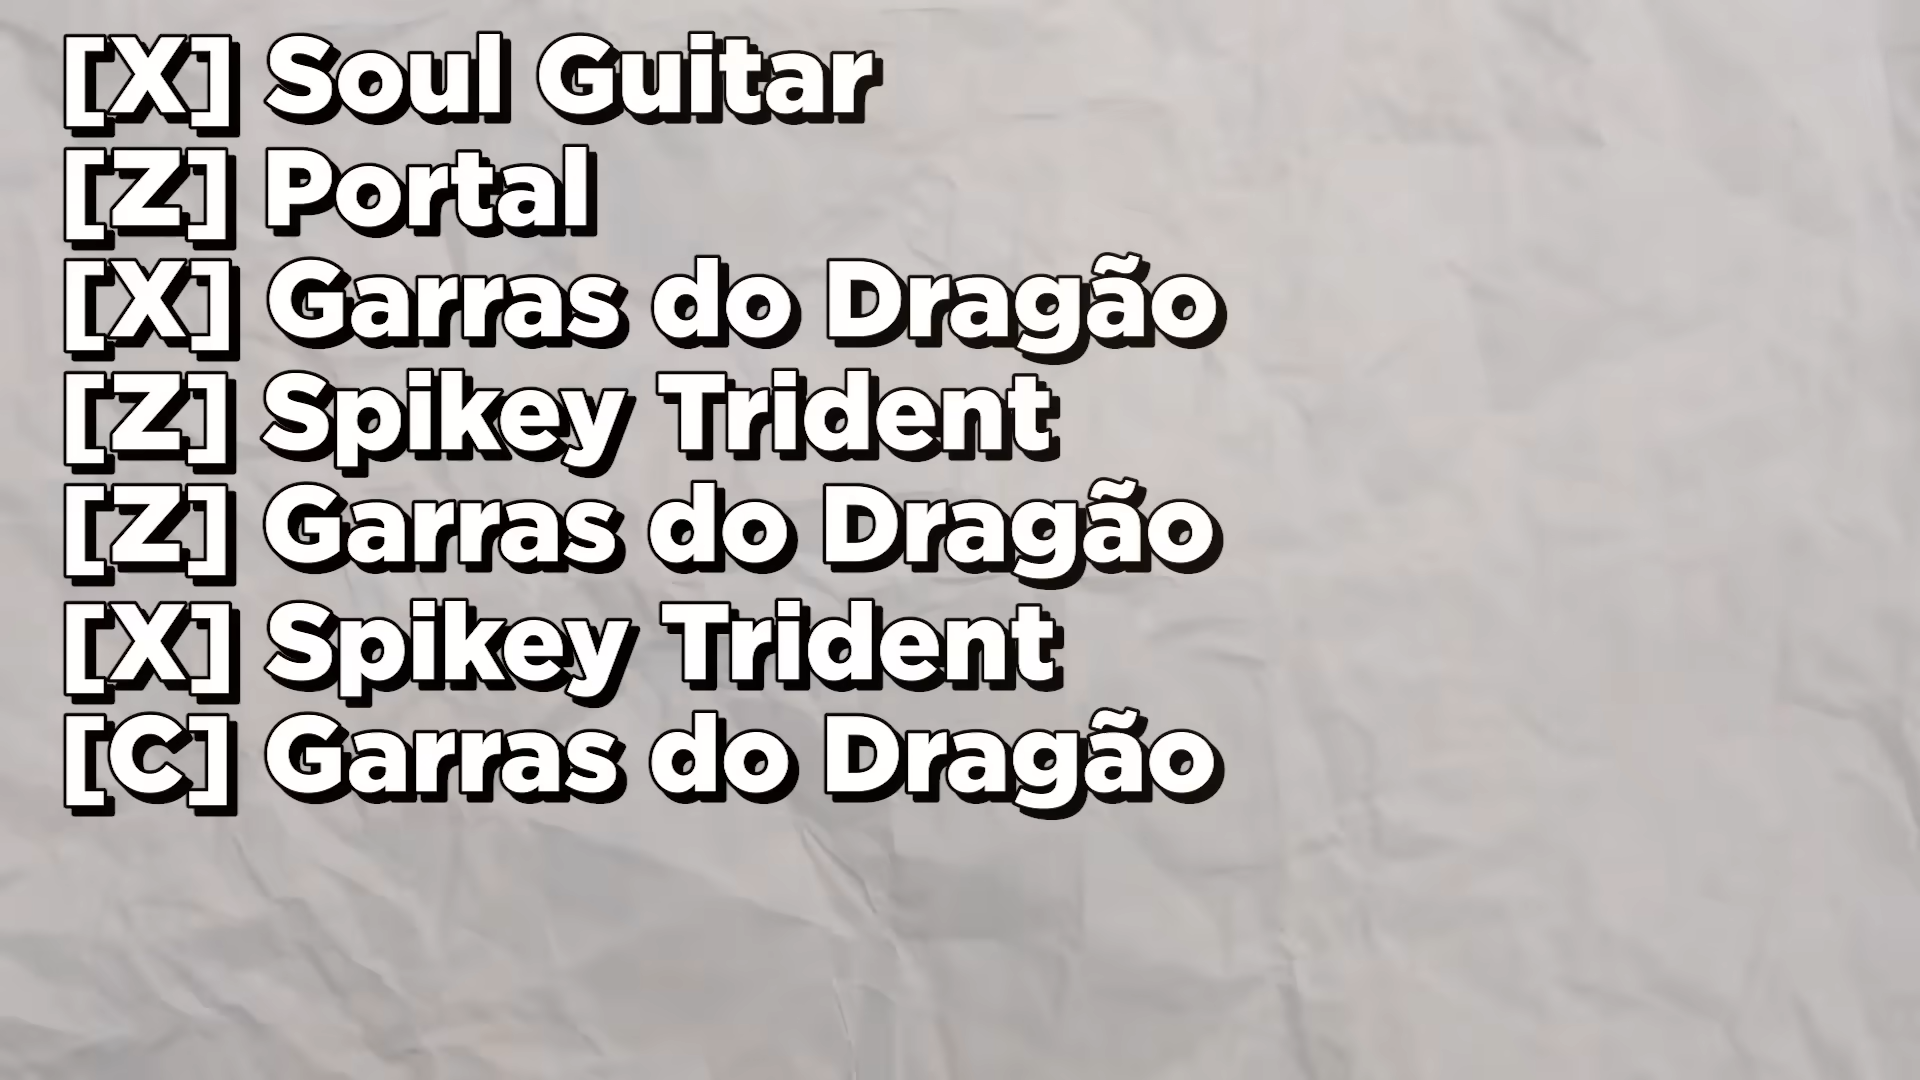 [X] Soul Guitar
[Z] Portal
[X] Garras do Dragão
[Z] Spikey Trident
[Z] Garras do Dragão
[X] Spikey Trident
[C] Garras do Dragão